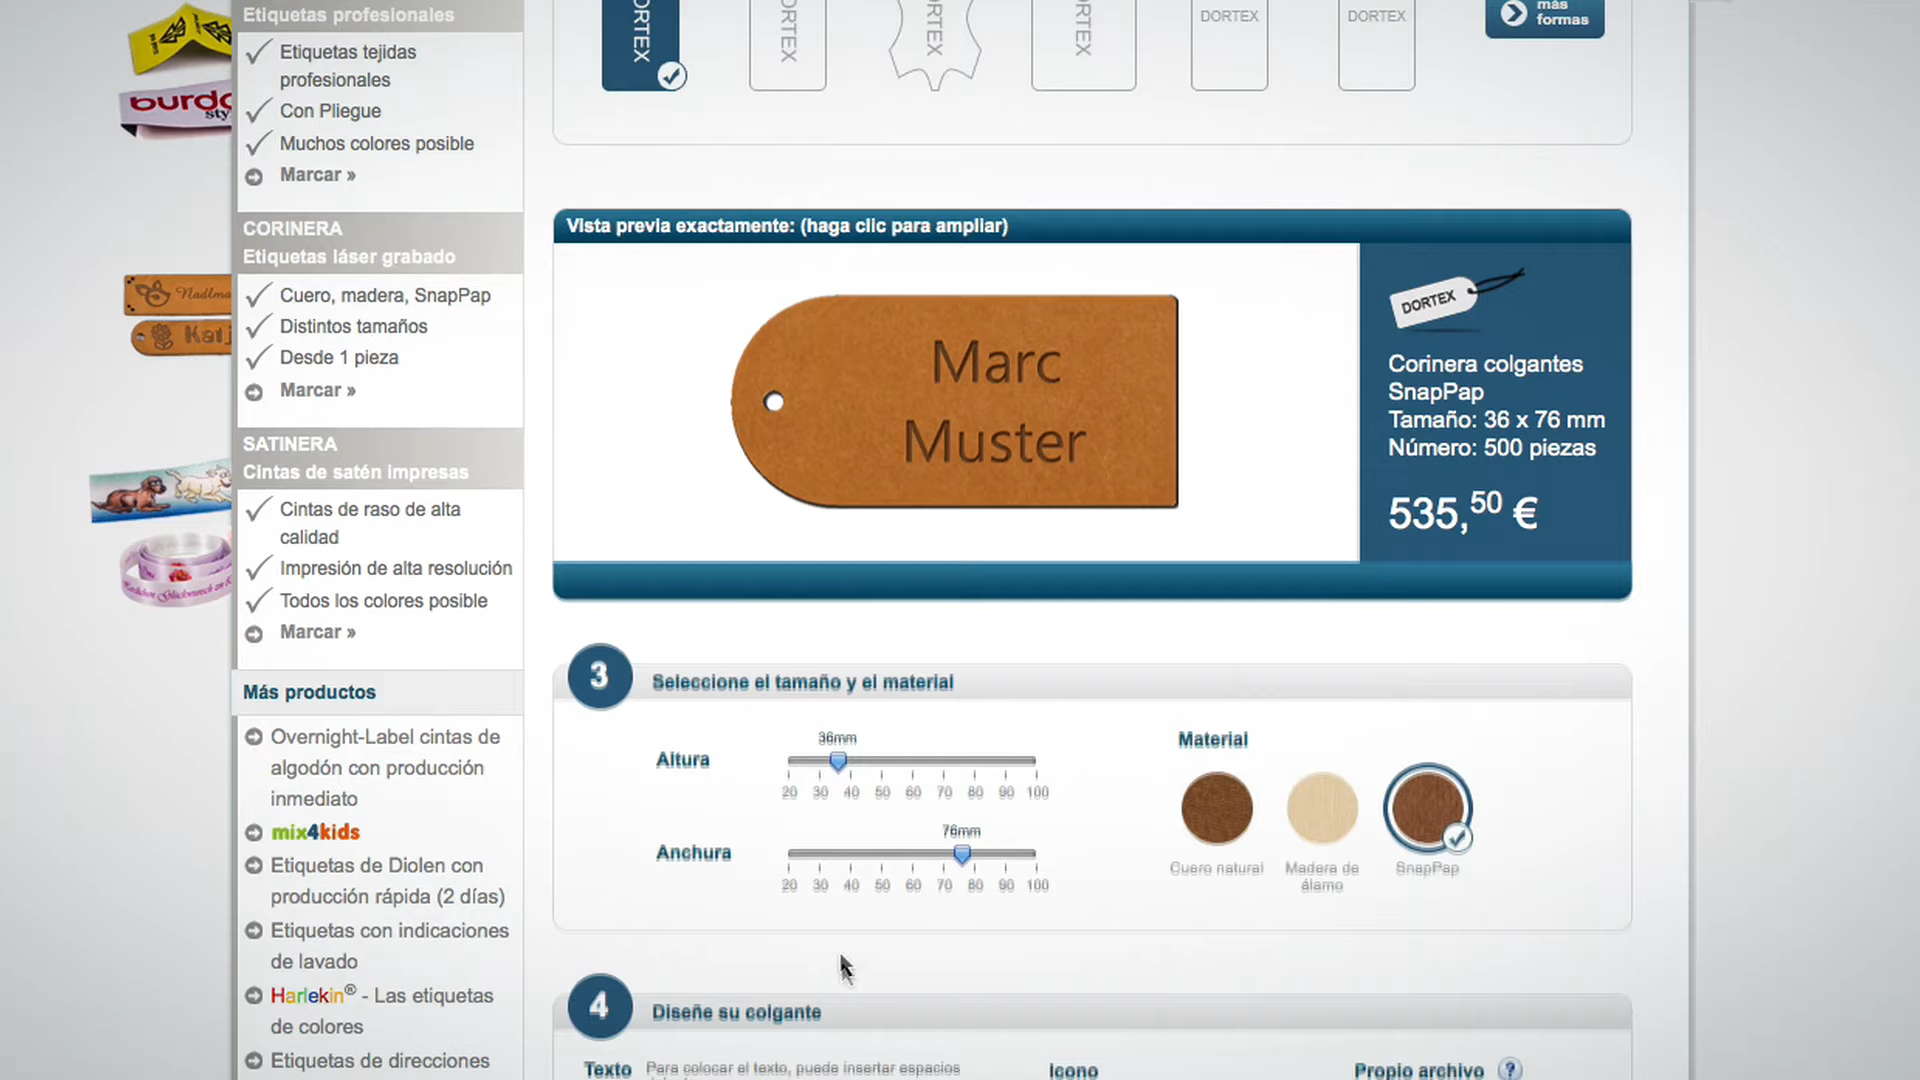 Etiquetas profesionales
Etiquetas tejidas
profesionales
Con Pliegue
Muchos colores posible
Marcar »
CORINERA
Etiquetas láser grabado
Cuero, madera, SnapPap
Distintos tamaños
Desde 1 pieza
Marcar »
SATINERA
Cintas de satén impresas
Cintas de raso de alta
calidad
Impresión de alta resolución
Todos los colores posible
Marcar »
Más productos
Overnight-Label cintas de
algodón con producción
inmediato
mix4kids
Etiquetas de Diolen con
producción rápida (2 días)
Etiquetas con indicaciones
de lavado
Harlekin® - Las etiquetas
de colores
Etiquetas de direcciones
burda
sty
Nadlma
Katj
DORTEX
DORTEX
DORTEX
DORTEX
DORTEX
DORTEX
más
formas
Vista previa exactamente: (haga clic para ampliar)
Marc
Muster
DORTEX
Corinera colgantes
SnapPap
Tamaño: 36 x 76 mm
Número: 500 piezas
535,50 €
3
Seleccione el tamaño y el material
Altura
36mm
20 30 40 50 60 70 80 90 100
Anchura
76mm
20 30 40 50 60 70 80 90 100
Material
Cuero natural
Madera de
álamo
SnapPap
4
Diseñe su colgante
Texto
Para colocar el texto, puede insertar espacios
Icono
Propio archivo ?